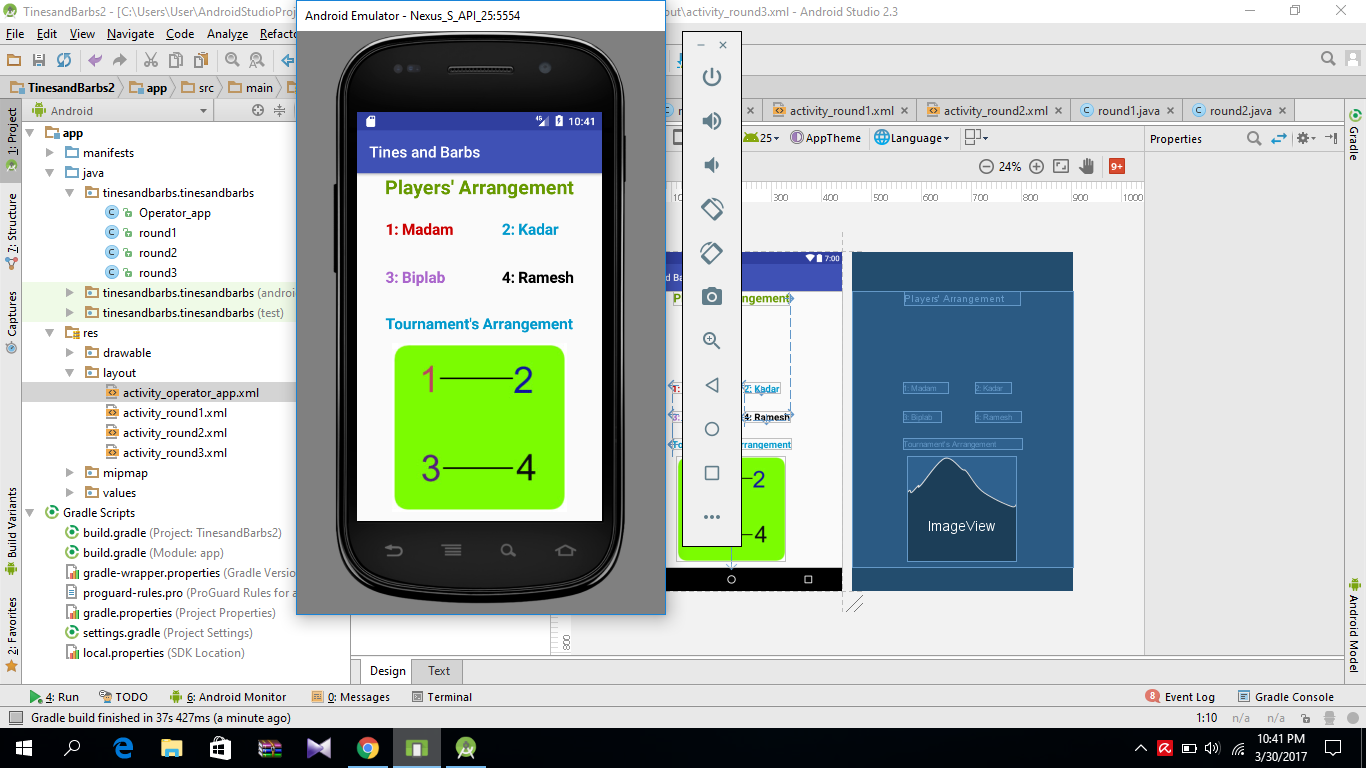 TinesandBarbs2 - [C:\Users\User\AndroidStudioProj
Android Emulator - Nexus_S_API_25:5554
out\activity_round3.xml - Android Studio 2.3
File Edit View Navigate Code Analyze Refacto
TinesandBarbs2 app src main
Android
activity_round1.xml activity_round2.xml round1.java round2.java
25 AppTheme Language
Properties
24% 9+
1: Project
7: Structure
Captures
Build Variants
2: Favorites
app
manifests
java
tinesandbarbs.tinesandbarbs
Operator_app
round1
round2
round3
tinesandbarbs.tinesandbarbs (androi
tinesandbarbs.tinesandbarbs (test)
res
drawable
layout
activity_operator_app.xml
activity_round1.xml
activity_round2.xml
activity_round3.xml
mipmap
values
Gradle Scripts
build.gradle (Project: TinesandBarbs2)
build.gradle (Module: app)
gradle-wrapper.properties (Gradle Versio
proguard-rules.pro (ProGuard Rules for a
gradle.properties (Project Properties)
settings.gradle (Project Settings)
local.properties (SDK Location)
10:41
Tines and Barbs
Players' Arrangement
1: Madam 2: Kadar
3: Biplab 4: Ramesh
Tournament's Arrangement
1 2
3 4
300 500 600 700 800 900 1000
7:00
d Ba
P angement
1: 2: Kadar
3: 4: Ramesh
To rrangement
2
4
Players' Arrangement
1: Madam 2: Kadar
3: Biplab 4: Ramesh
Tournament's Arrangement
ImageView
800
Gradle
Android Model
Design Text
4: Run TODO 6: Android Monitor 0: Messages Terminal
8 Event Log Gradle Console
Gradle build finished in 37s 427ms (a minute ago)
1:10 n/a n/a
10:41 PM
3/30/2017